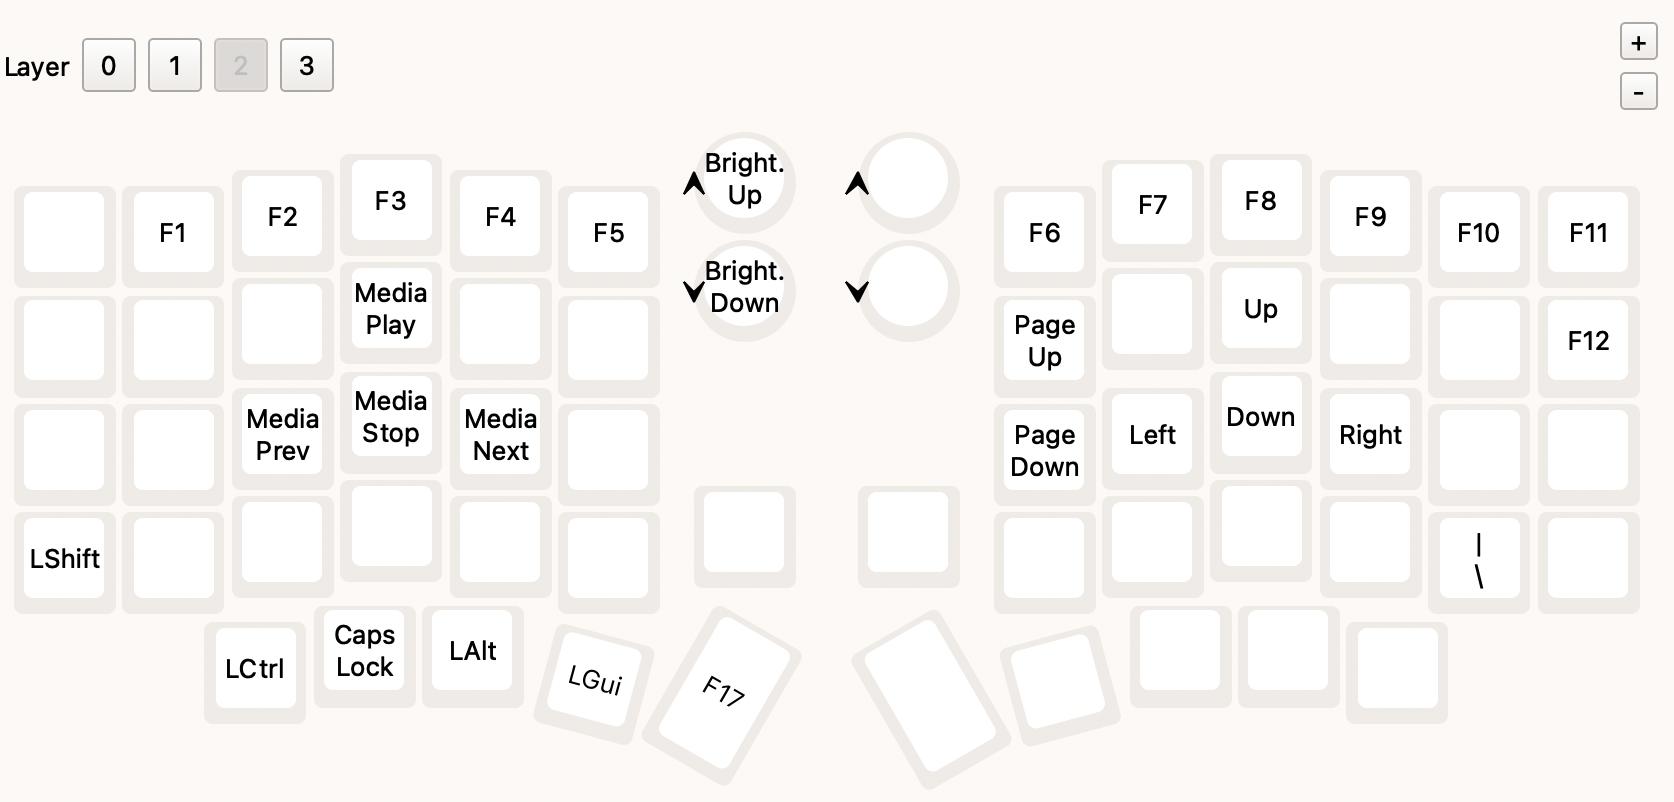 Layer 0 1 2 3
+
-
F1
F2
F3
F4
F5
Media
Play
Media
Prev
Media
Stop
Media
Next
LShift
LCtrl
Caps
Lock
LAlt
LGui
F17
Bright.
Up
Bright.
Down
F6
F7
F8
F9
F10
F11
Page
Up
Up
F12
Page
Down
Left
Down
Right
|
\